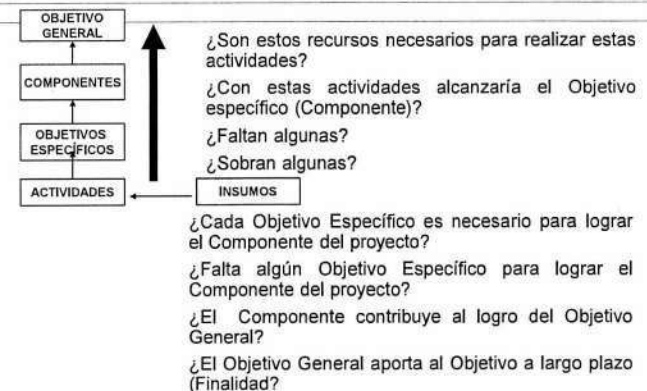 OBJETIVO
GENERAL
COMPONENTES
OBJETIVOS
ESPECÍFICOS
ACTIVIDADES
INSUMOS
¿Son estos recursos necesarios para realizar estas
actividades?
¿Con estas actividades alcanzaría el Objetivo
específico (Componente)?
¿Faltan algunas?
¿Sobran algunas?
¿Cada Objetivo Específico es necesario para lograr
el Componente del proyecto?
¿Falta algún Objetivo Específico para lograr el
Componente del proyecto?
¿El Componente contribuye al logro del Objetivo
General?
¿El Objetivo General aporta al Objetivo a largo plazo
(Finalidad?